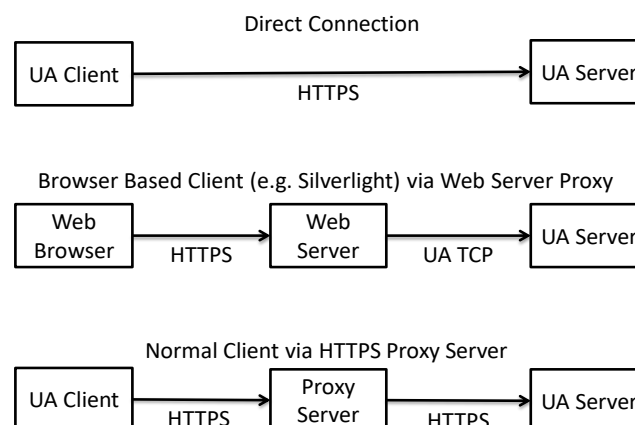 Direct Connection
UA Client
UA Server
HTTPS
Browser Based Client (e.g. Silverlight) via Web Server Proxy
Web
Browser
HTTPS
Web
Server
UA TCP
UA Server
Normal Client via HTTPS Proxy Server
UA Client
HTTPS
Proxy
Server
HTTPS
UA Server